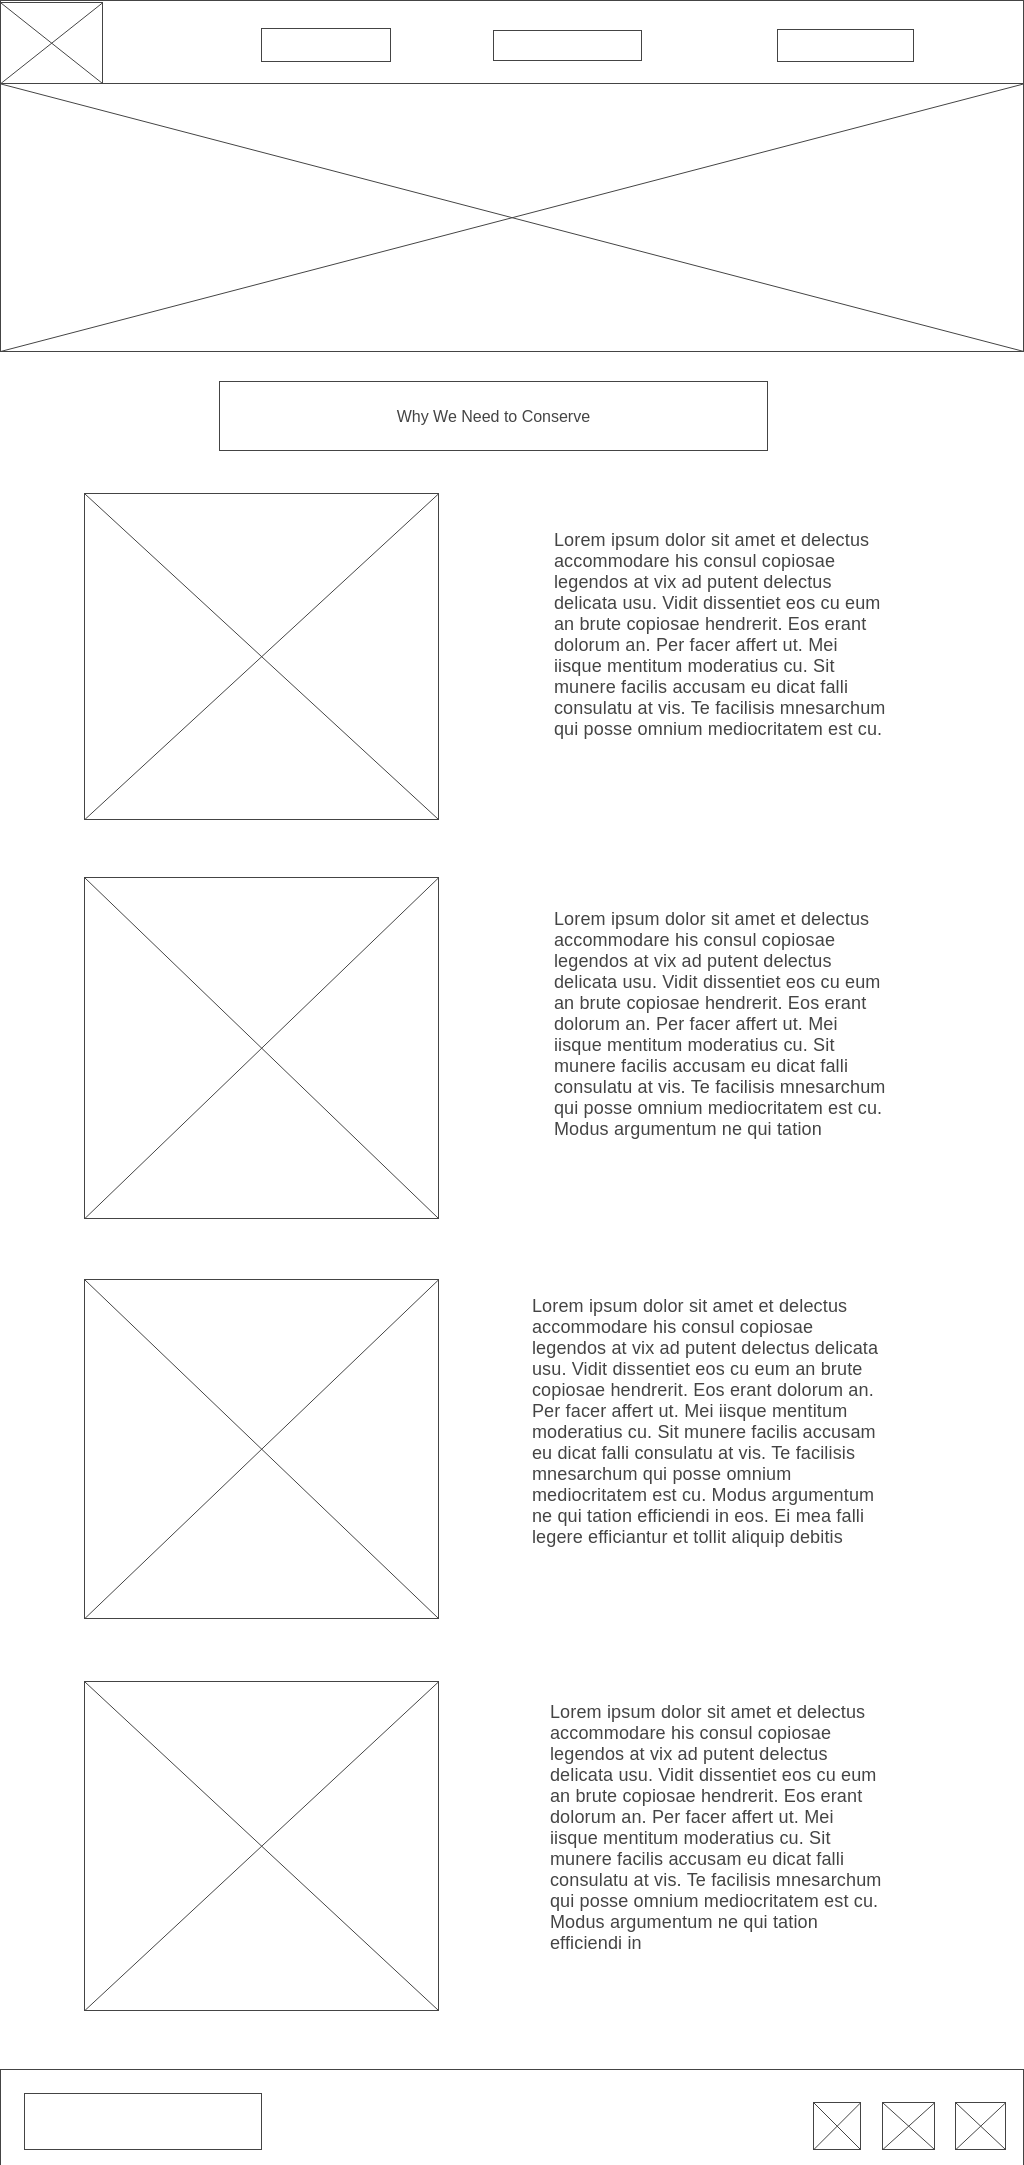 Why We Need to Conserve
Lorem ipsum dolor sit amet et delectus
accommodare his consul copiosae
legendos at vix ad putent delectus
delicata usu. Vidit dissentiet eos cu eum
an brute copiosae hendrerit. Eos erant
dolorum an. Per facer affert ut. Mei
iisque mentitum moderatius cu. Sit
munere facilis accusam eu dicat falli
consulatu at vis. Te facilisis mnesarchum
qui posse omnium mediocritatem est cu.
Lorem ipsum dolor sit amet et delectus
accommodare his consul copiosae
legendos at vix ad putent delectus
delicata usu. Vidit dissentiet eos cu eum
an brute copiosae hendrerit. Eos erant
dolorum an. Per facer affert ut. Mei
iisque mentitum moderatius cu. Sit
munere facilis accusam eu dicat falli
consulatu at vis. Te facilisis mnesarchum
qui posse omnium mediocritatem est cu.
Modus argumentum ne qui tation
Lorem ipsum dolor sit amet et delectus
accommodare his consul copiosae
legendos at vix ad putent delectus delicata
usu. Vidit dissentiet eos cu eum an brute
copiosae hendrerit. Eos erant dolorum an.
Per facer affert ut. Mei iisque mentitum
moderatius cu. Sit munere facilis accusam
eu dicat falli consulatu at vis. Te facilisis
mnesarchum qui posse omnium
mediocritatem est cu. Modus argumentum
ne qui tation efficiendi in eos. Ei mea falli
legere efficiantur et tollit aliquip debitis
Lorem ipsum dolor sit amet et delectus
accommodare his consul copiosae
legendos at vix ad putent delectus
delicata usu. Vidit dissentiet eos cu eum
an brute copiosae hendrerit. Eos erant
dolorum an. Per facer affert ut. Mei
iisque mentitum moderatius cu. Sit
munere facilis accusam eu dicat falli
consulatu at vis. Te facilisis mnesarchum
qui posse omnium mediocritatem est cu.
Modus argumentum ne qui tation
efficiendi in